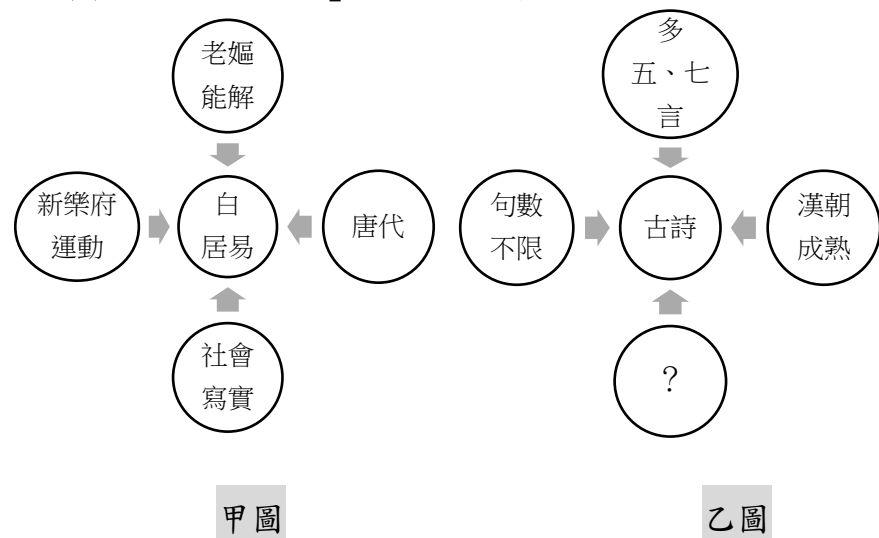 老嫗
能解
新樂府
運動
白
居易
唐代
社會
寫實
甲圖
多
五、七
言
句數
不限
古詩
漢朝
成熟
?
乙圖